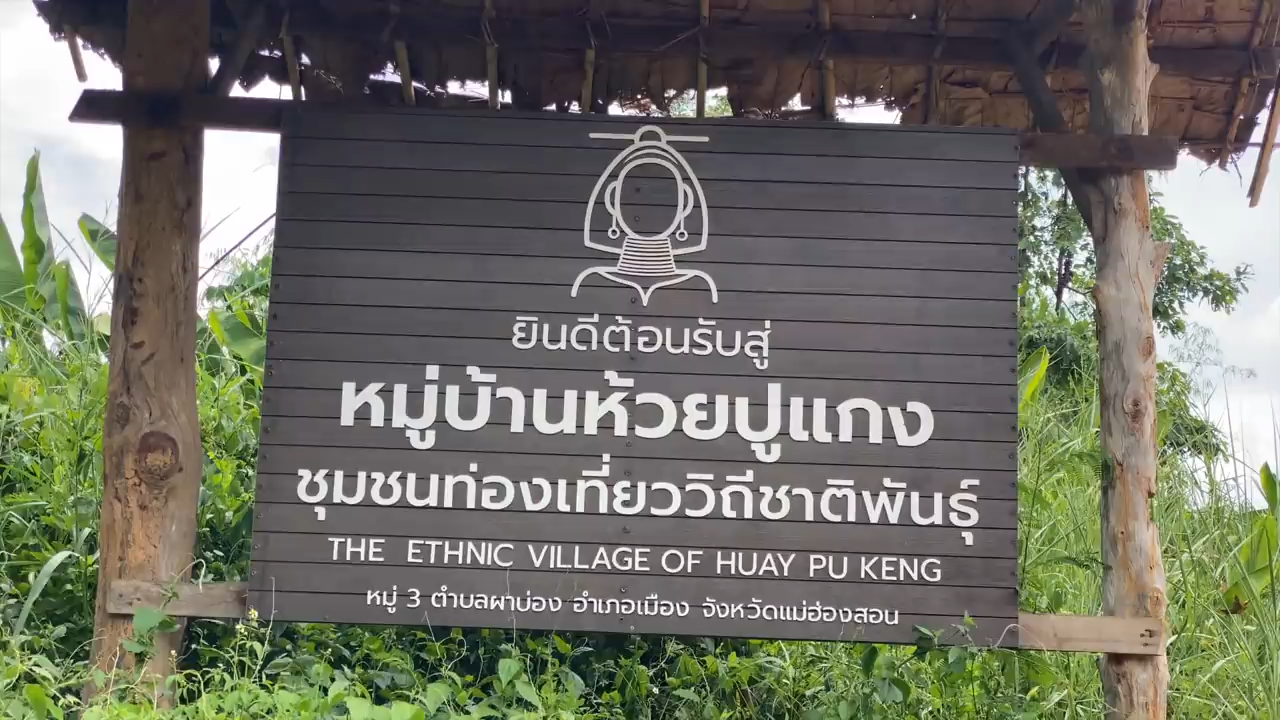 ยินดีต้อนรับสู่
หมู่บ้านห้วยปูแกง
ชุมชนท่องเที่ยววิถีชาติพันธุ์
THE ETHNIC VILLAGE OF HUAY PU KENG
หมู่ 3 ตำบลผาบ่อง อำเภอเมือง จังหวัดแม่ฮ่องสอน